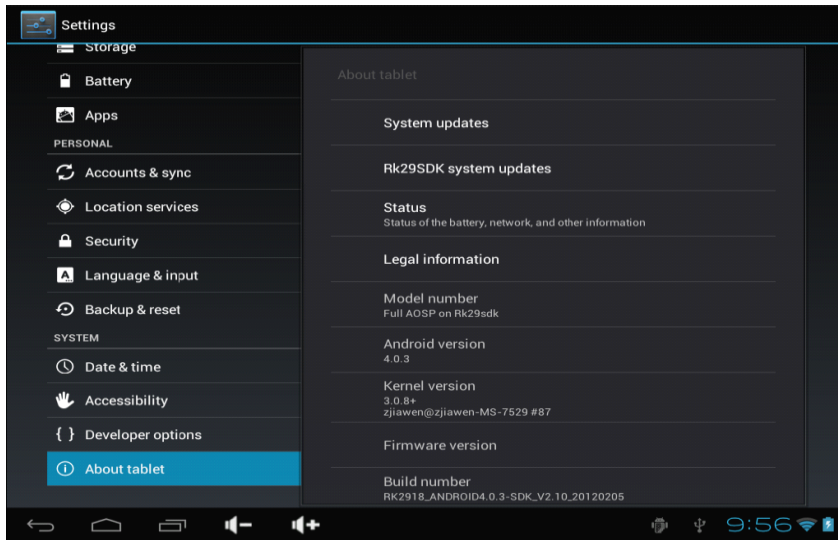 Settings
Storage
Battery
Apps
PERSONAL
Accounts & sync
Location services
Security
Language & input
Backup & reset
SYSTEM
Date & time
Accessibility
{ } Developer options
About tablet
About tablet
System updates
Rk29SDK system updates
Status
Status of the battery, network, and other information
Legal information
Model number
Full AOSP on Rk29sdk
Android version
4.0.3
Kernel version
3.0.8+
zjiawen@zjiawen-MS-7529 #87
Firmware version
Build number
RK2918_ANDROID4.0.3-SDK_V2.10_20120205
9:56